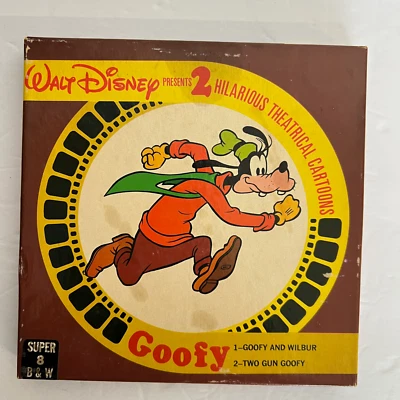 WALT DISNEY PRESENTS 2 HILARIOUS THEATRICAL CARTOONS
Goofy
1-GOOFY AND WILBUR
2-TWO GUN GOOFY
SUPER
8
B & W